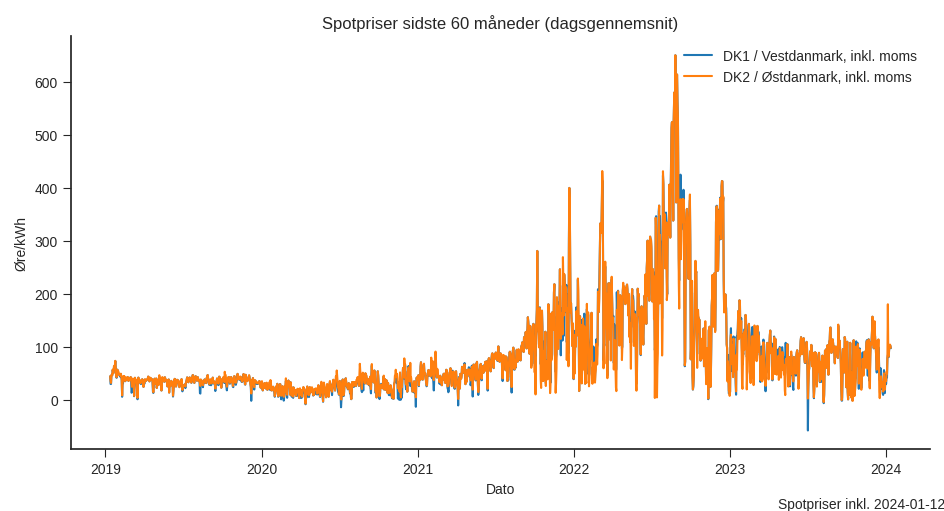 Spotpriser sidste 60 måneder (dagsgennemsnit)
DK1 / Vestdanmark, inkl. moms
DK2 / Østdanmark, inkl. moms
Øre/kWh
600
500
400
300
200
100
0
2019 2020 2021 2022 2023 2024
Dato
Spotpriser inkl. 2024-01-12